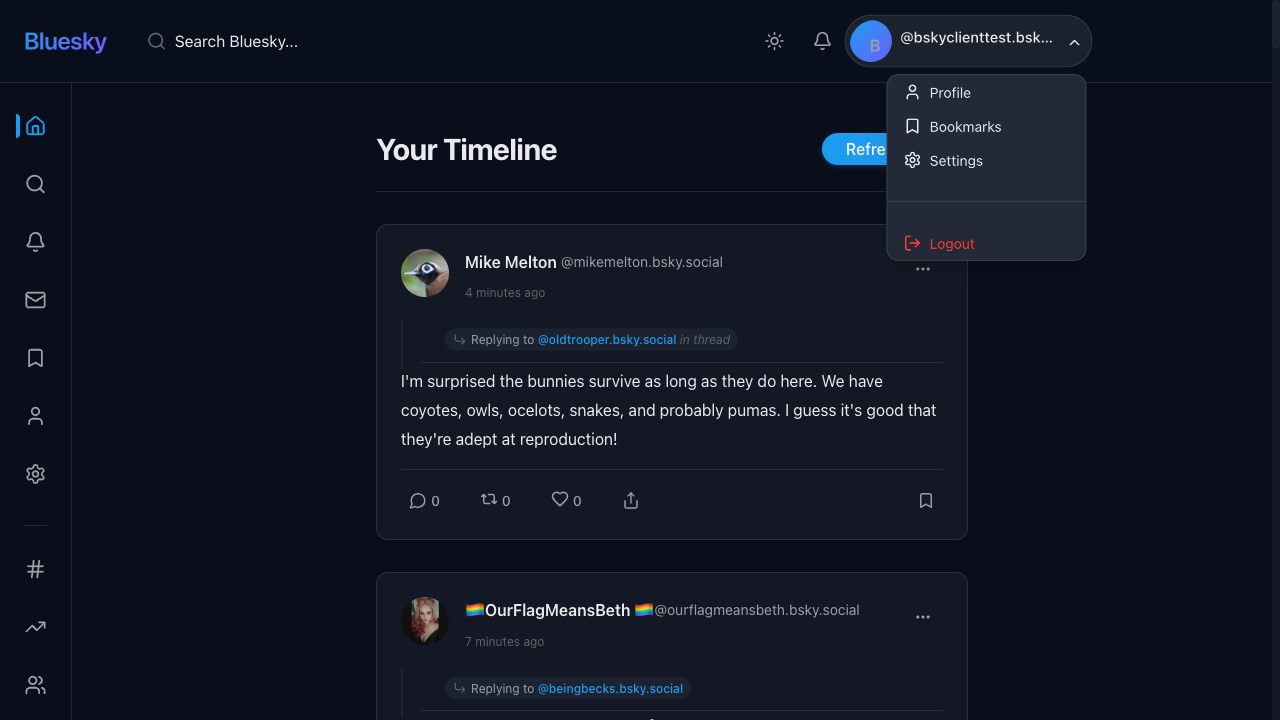 Bluesky
Search Bluesky...
B
@bskyclienttest.bsk...
Profile
Bookmarks
Settings
Logout
Your Timeline
Refre
Mike Melton @mikemelton.bsky.social
4 minutes ago
Replying to @oldtrooper.bsky.social in thread
I'm surprised the bunnies survive as long as they do here. We have
coyotes, owls, ocelots, snakes, and probably pumas. I guess it's good that
they're adept at reproduction!
0
0
0
🏳️‍🌈OurFlagMeansBeth 🏳️‍🌈@ourflagmeansbeth.bsky.social
7 minutes ago
Replying to @beingbecks.bsky.social